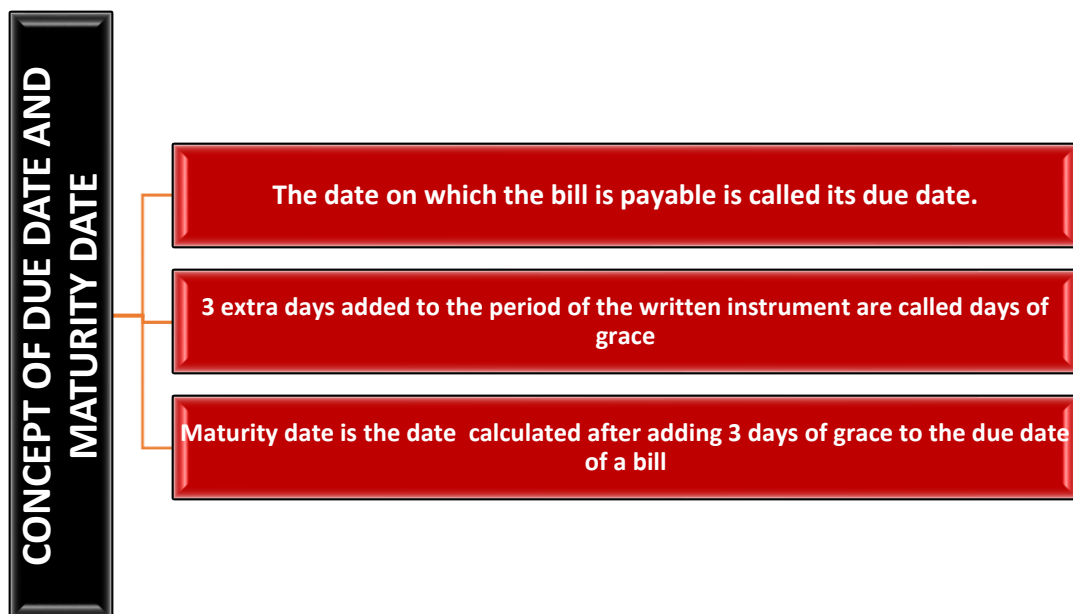 CONCEPT OF DUE DATE AND
MATURITY DATE
The date on which the bill is payable is called its due date.
3 extra days added to the period of the written instrument are called days of
grace
Maturity date is the date  calculated after adding 3 days of grace to the due date
of a bill